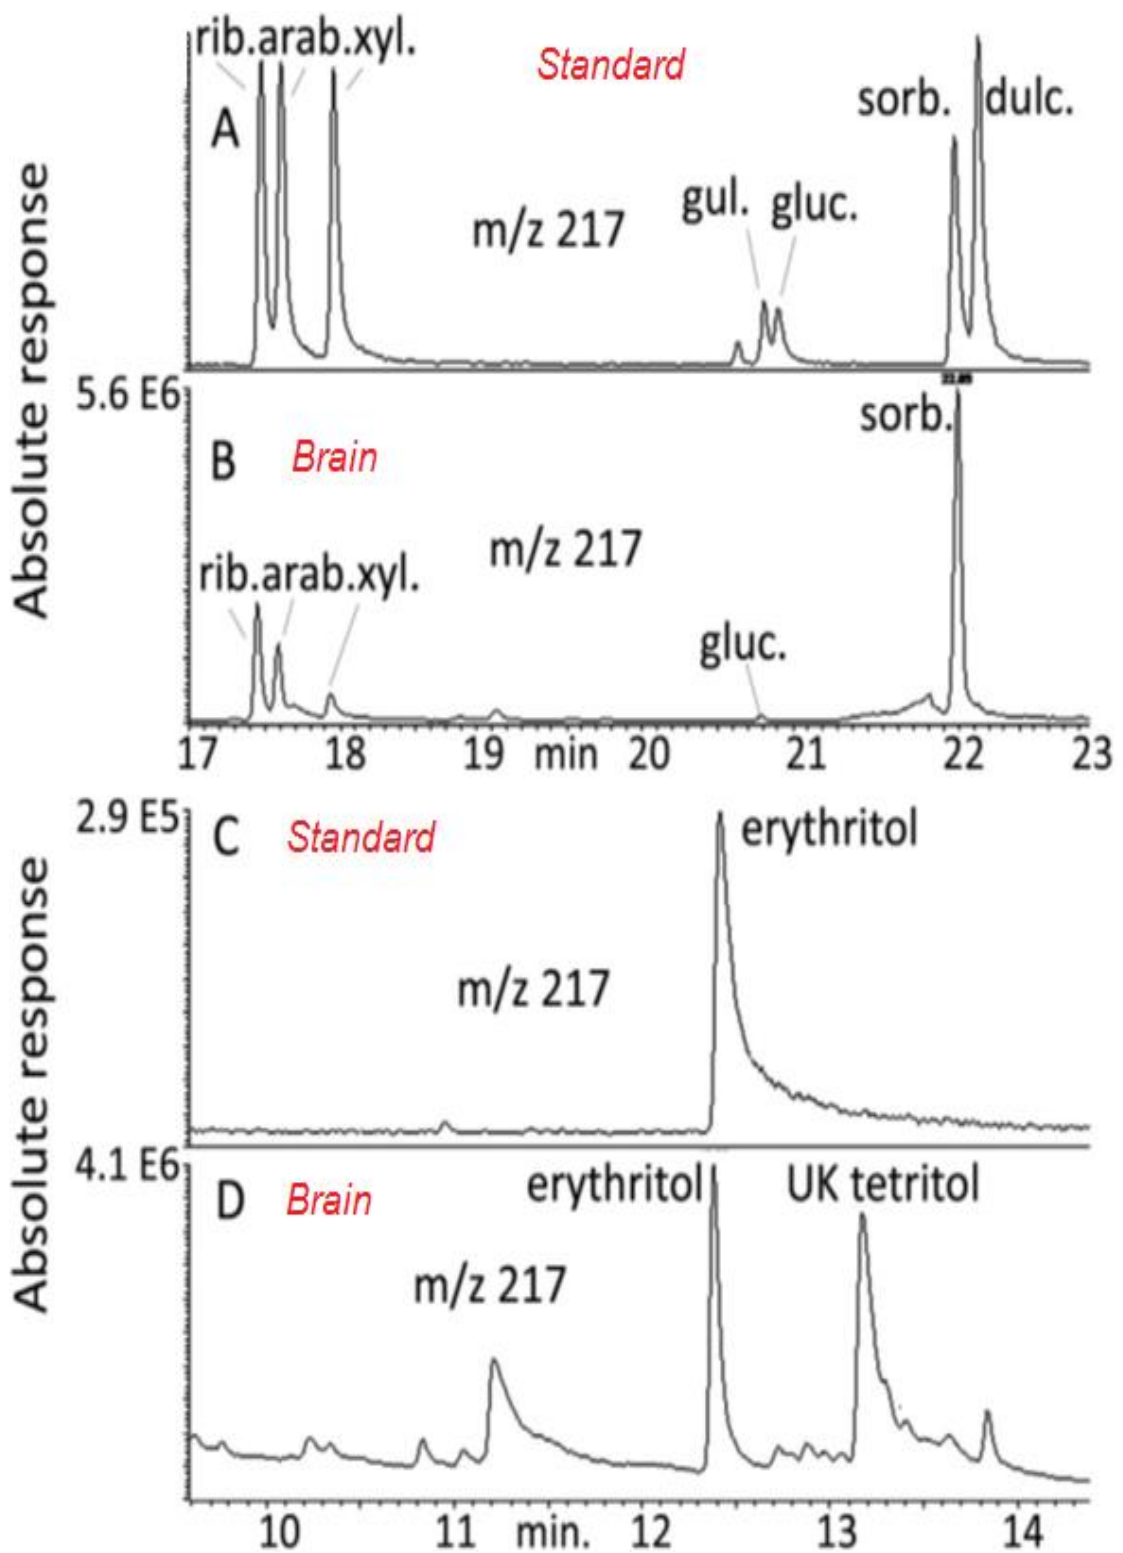 rib.arab.xyl.
Standard
A
sorb. dulc.
gul. gluc.
m/z 217
Absolute response
5.6 E6
sorb.
B Brain
m/z 217
rib.arab.xyl.
gluc.
17 18 19 min 20 21 22 23
2.9 E5
C Standard
erythritol
m/z 217
Absolute response
4.1 E6
D Brain
erythritol UK tetritol
m/z 217
10 11 min. 12 13 14